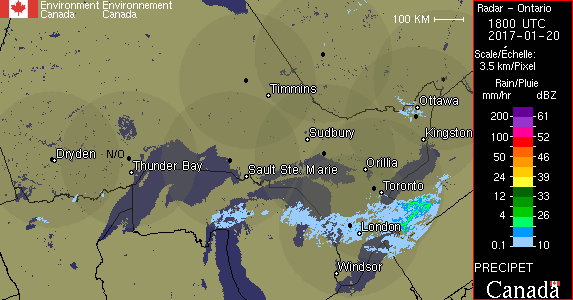 Environment Environnement
Canada Canada
100 KM
Timmins
Ottawa
Sudbury
Kingston
Dryden
N/O
Thunder Bay
Sault Ste. Marie
Orillia
Toronto
London
Windsor
Radar - Ontario
1800 UTC
2017-01-20
Scale/Échelle:
3.5 km/Pixel
Rain/Pluie
mm/hr dBZ
200 61
100 52
50 46
24 39
12 33
4 26
0.1 10
PRECIPET
Canada